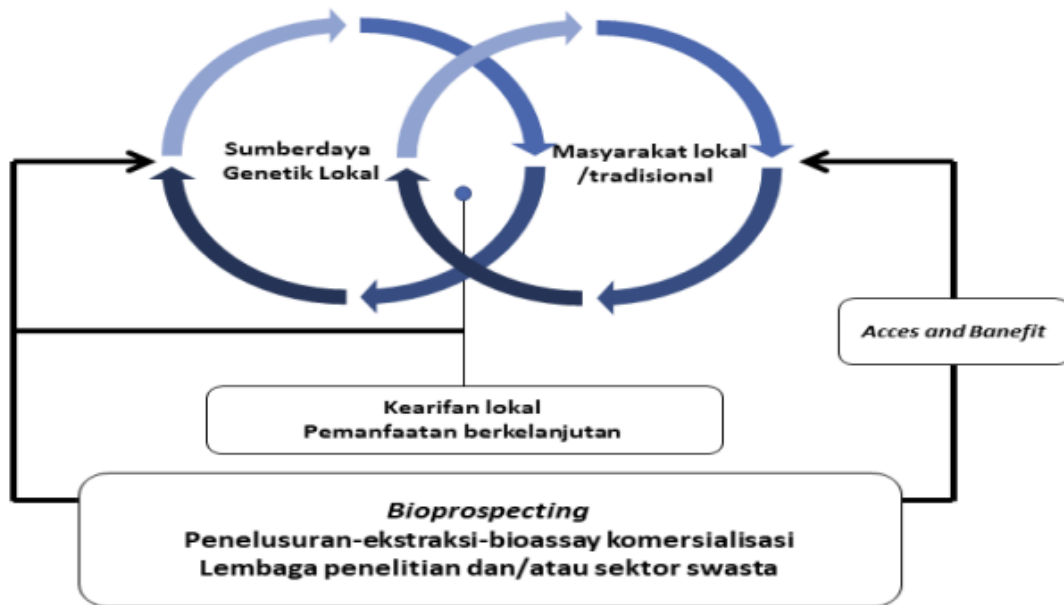 Sumberdaya
Genetik Lokal
Masyarakat lokal
/tradisional
Acces and Banefit
Kearifan lokal
Pemanfaatan berkelanjutan
Bioprospecting
Penelusuran-ekstraksi-bioassay komersialisasi
Lembaga penelitian dan/atau sektor swasta